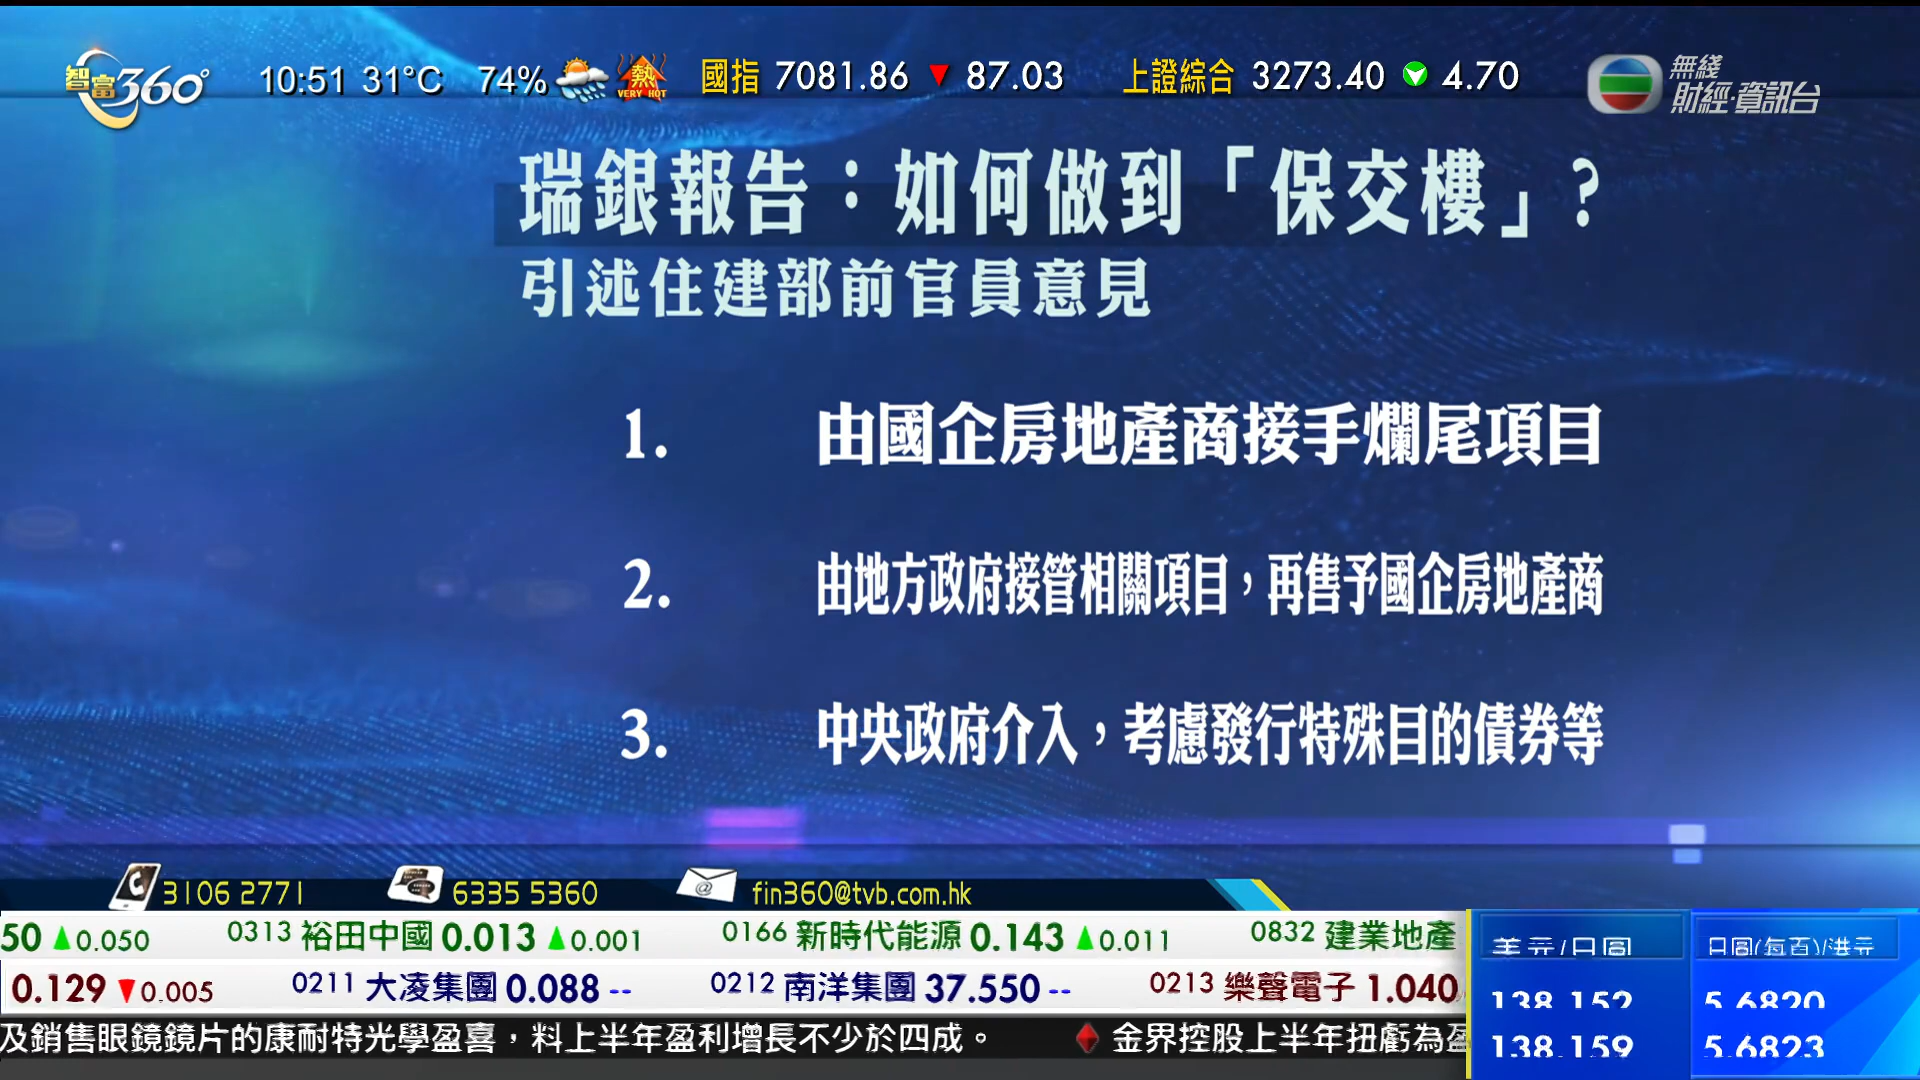 智富360°
10:51 31°C 74%
VERY HOT
熱
國指 7081.86 ▼ 87.03
上證綜合 3273.40 4.70
無綫
財經·資訊台
瑞銀報告：如何做到「保交樓」?
引述住建部前官員意見
1. 由國企房地產商接手爛尾項目
2. 由地方政府接管相關項目，再售予國企房地產商
3. 中央政府介入，考慮發行特殊目的債券等
3106 2771 6335 5360 fin360@tvb.com.hk
50 ▲0.050 0313 裕田中國 0.013 ▲0.001 0166 新時代能源 0.143 ▲0.011 0832 建業地產
0.129 ▼0.005 0211 大凌集團 0.088 -- 0212 南洋集團 37.550 -- 0213 樂聲電子 1.040
及銷售眼鏡鏡片的康耐特光學盈喜，料上半年盈利增長不少於四成。 ♦ 金界控股上半年扭虧為盈
美元/日圓
138.152
138.159
日圓(每百)/港元
5.6820
5.6823